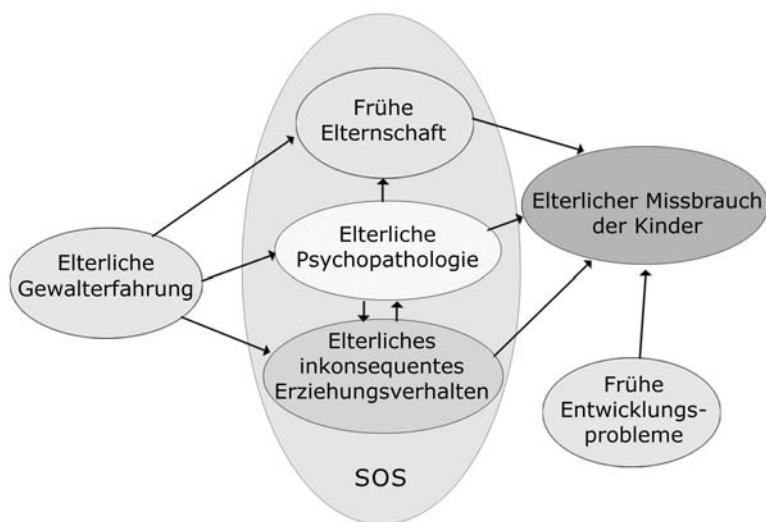 Frühe
Elternschaft
Elterlicher Missbrauch
der Kinder
Elterliche
Psychopathologie
Elterliche
Gewalterfahrung
Elterliches
inkonsequentes
Erziehungsverhalten
Frühe
Entwicklungs-
probleme
SOS